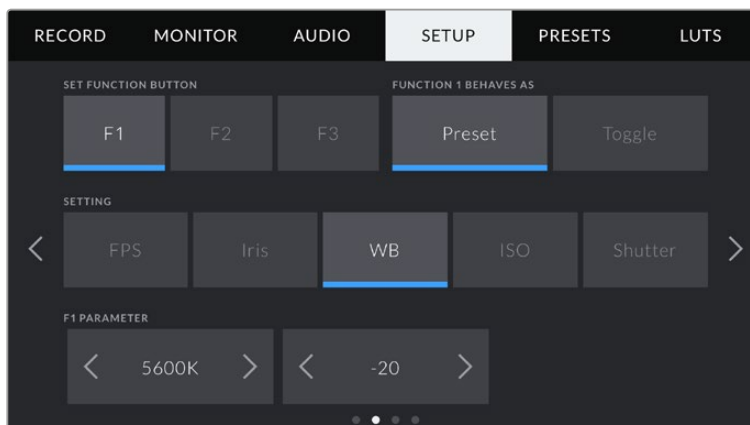 RECORD MONITOR AUDIO SETUP PRESETS LUTS
SET FUNCTION BUTTON FUNCTION 1 BEHAVES AS
F1 F2 F3 Preset Toggle
SETTING
FPS Iris WB ISO Shutter
F1 PARAMETER
5600K -20